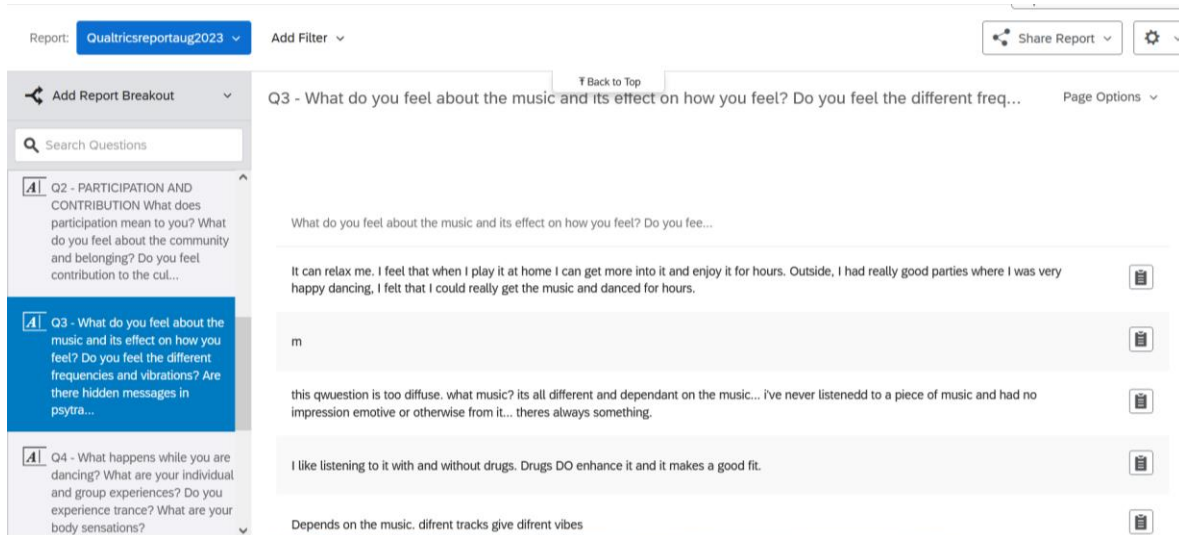 Report:
Qualtricsreportaug2023
Add Filter
Share Report
Add Report Breakout
Back to Top
Q3 - What do you feel about the music and its effect on how you feel? Do you feel the different freq...
Page Options
Search Questions
Q2 - PARTICIPATION AND
CONTRIBUTION What does
participation mean to you? What
do you feel about the community
and belonging? Do you feel
contribution to the cul...
Q3 - What do you feel about the
music and its effect on how you
feel? Do you feel the different
frequencies and vibrations? Are
there hidden messages in
psytra...
Q4 - What happens while you are
dancing? What are your individual
and group experiences? Do you
experience trance? What are your
body sensations?
What do you feel about the music and its effect on how you feel? Do you fee...
It can relax me. I feel that when I play it at home I can get more into it and enjoy it for hours. Outside, I had really good parties where I was very
happy dancing, I felt that I could really get the music and danced for hours.
m
this qwuestion is too diffuse. what music? its all different and dependant on the music... i've never listenedd to a piece of music and had no
impression emotive or otherwise from it... theres always something.
I like listening to it with and without drugs. Drugs DO enhance it and it makes a good fit.
Depends on the music. difrent tracks give difrent vibes